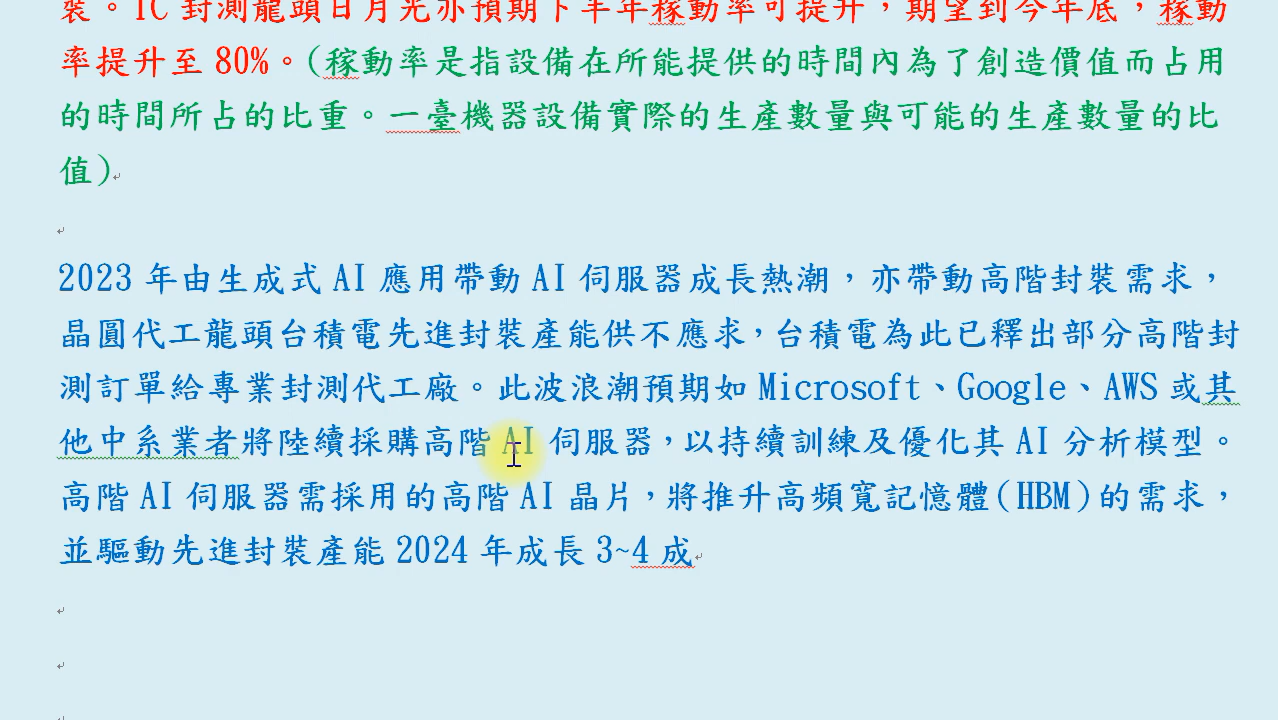 裝。IC 封測龍頭日月光亦預期下半年稼動率可提升，期望到今年底，稼動
率提升至 80%。(稼動率是指設備在所能提供的時間內為了創造價值而占用
的時間所占的比重。一臺機器設備實際的生產數量與可能的生產數量的比
值)
2023 年由生成式 AI 應用帶動 AI 伺服器成長熱潮，亦帶動高階封裝需求，
晶圓代工龍頭台積電先進封裝產能供不應求，台積電為此已釋出部分高階封
測訂單給專業封測代工廠。此波浪潮預期如 Microsoft、Google、AWS 或其
他中系業者將陸續採購高階 AI 伺服器，以持續訓練及優化其 AI 分析模型。
高階 AI 伺服器需採用的高階 AI 晶片，將推升高頻寬記憶體(HBM)的需求，
並驅動先進封裝產能 2024 年成長 3~4 成